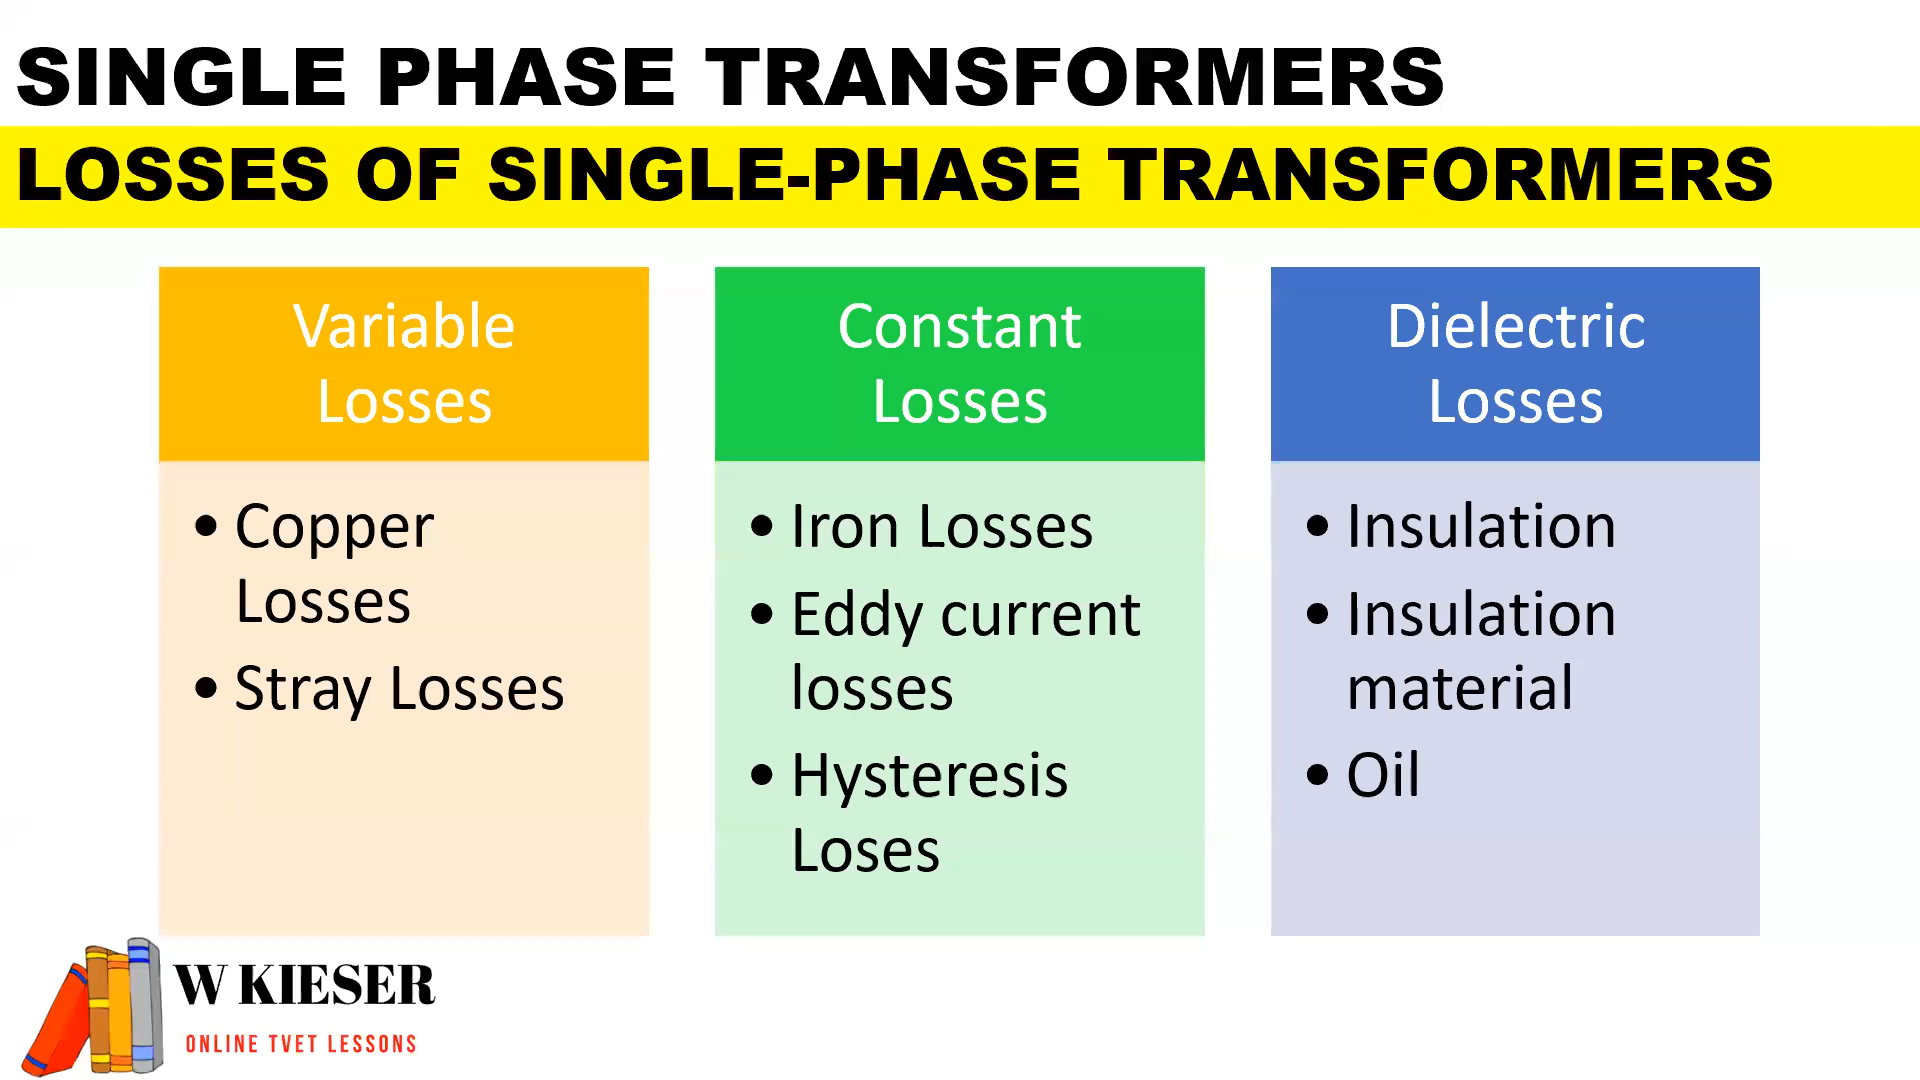 SINGLE PHASE TRANSFORMERS
LOSSES OF SINGLE-PHASE TRANSFORMERS
Variable
Losses
• Copper
Losses
• Stray Losses
Constant
Losses
• Iron Losses
• Eddy current
losses
• Hysteresis
Loses
Dielectric
Losses
• Insulation
• Insulation
material
• Oil
W KIESER
ONLINE TVET LESSONS